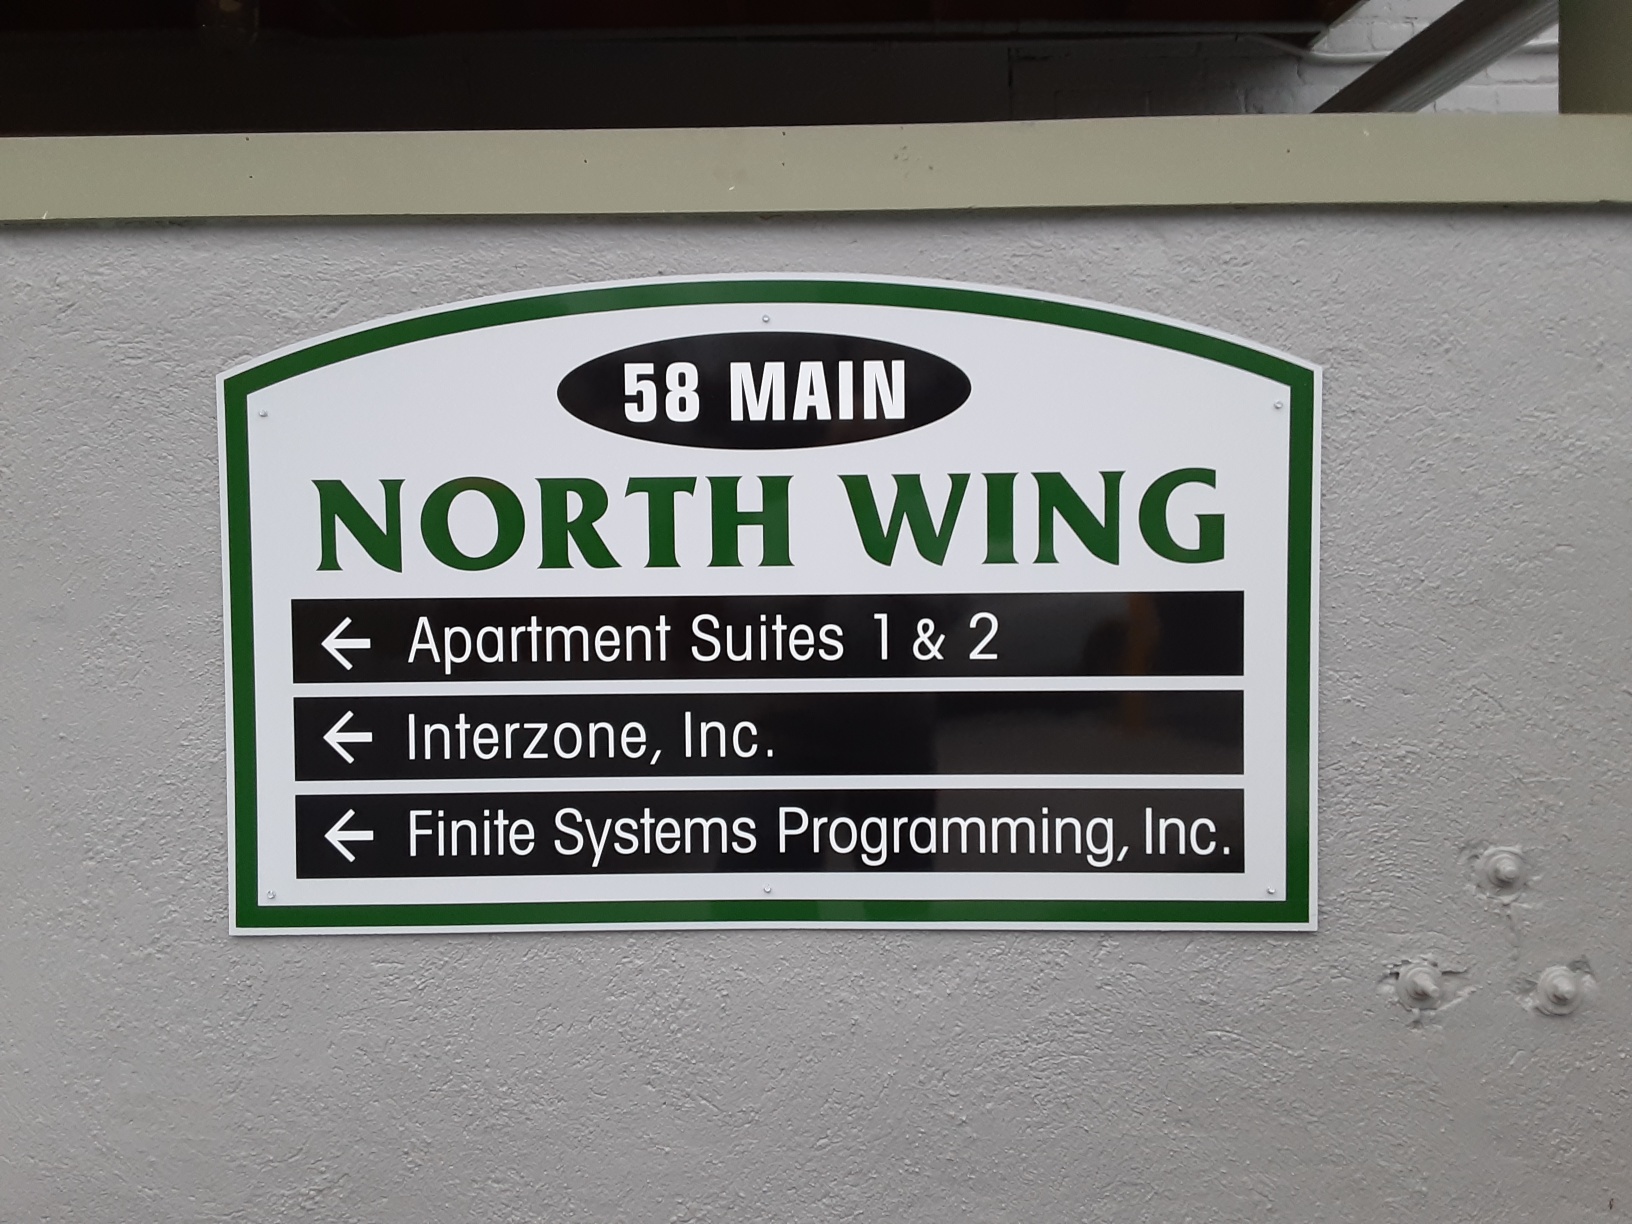 58 MAIN
NORTH WING
← Apartment Suites 1 & 2
← Interzone, Inc.
← Finite Systems Programming, Inc.